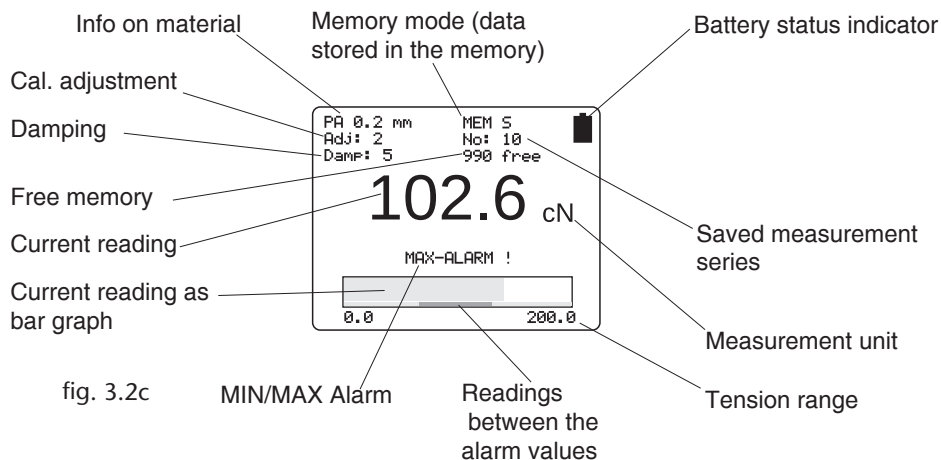 Info on material
Memory mode (data
stored in the memory)
Battery status indicator
Cal. adjustment
Damping
Free memory
Current reading
Current reading as
bar graph
PA 0.2 mm
MEM S
Adj: 2
No: 10
Damp: 5
990 free
102.6 cN
MAX-ALARM !
0.0
200.0
Saved measurement
series
Measurement unit
Tension range
fig. 3.2c
MIN/MAX Alarm
Readings
between the
alarm values